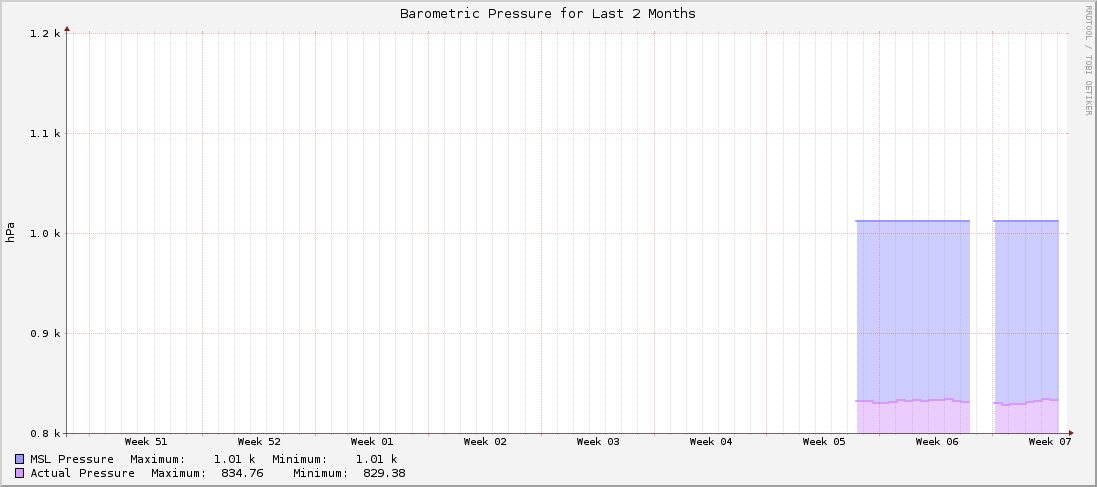 Barometric Pressure for Last 2 Months
RRDTOOL / TOBI OETIKER
1.2 k
1.1 k
1.0 k
0.9 k
0.8 k
hPa
Week 51 Week 52 Week 01 Week 02 Week 03 Week 04 Week 05 Week 06 Week 07
MSL Pressure Maximum: 1.01 k Minimum: 1.01 k
Actual Pressure Maximum: 834.76 Minimum: 829.38